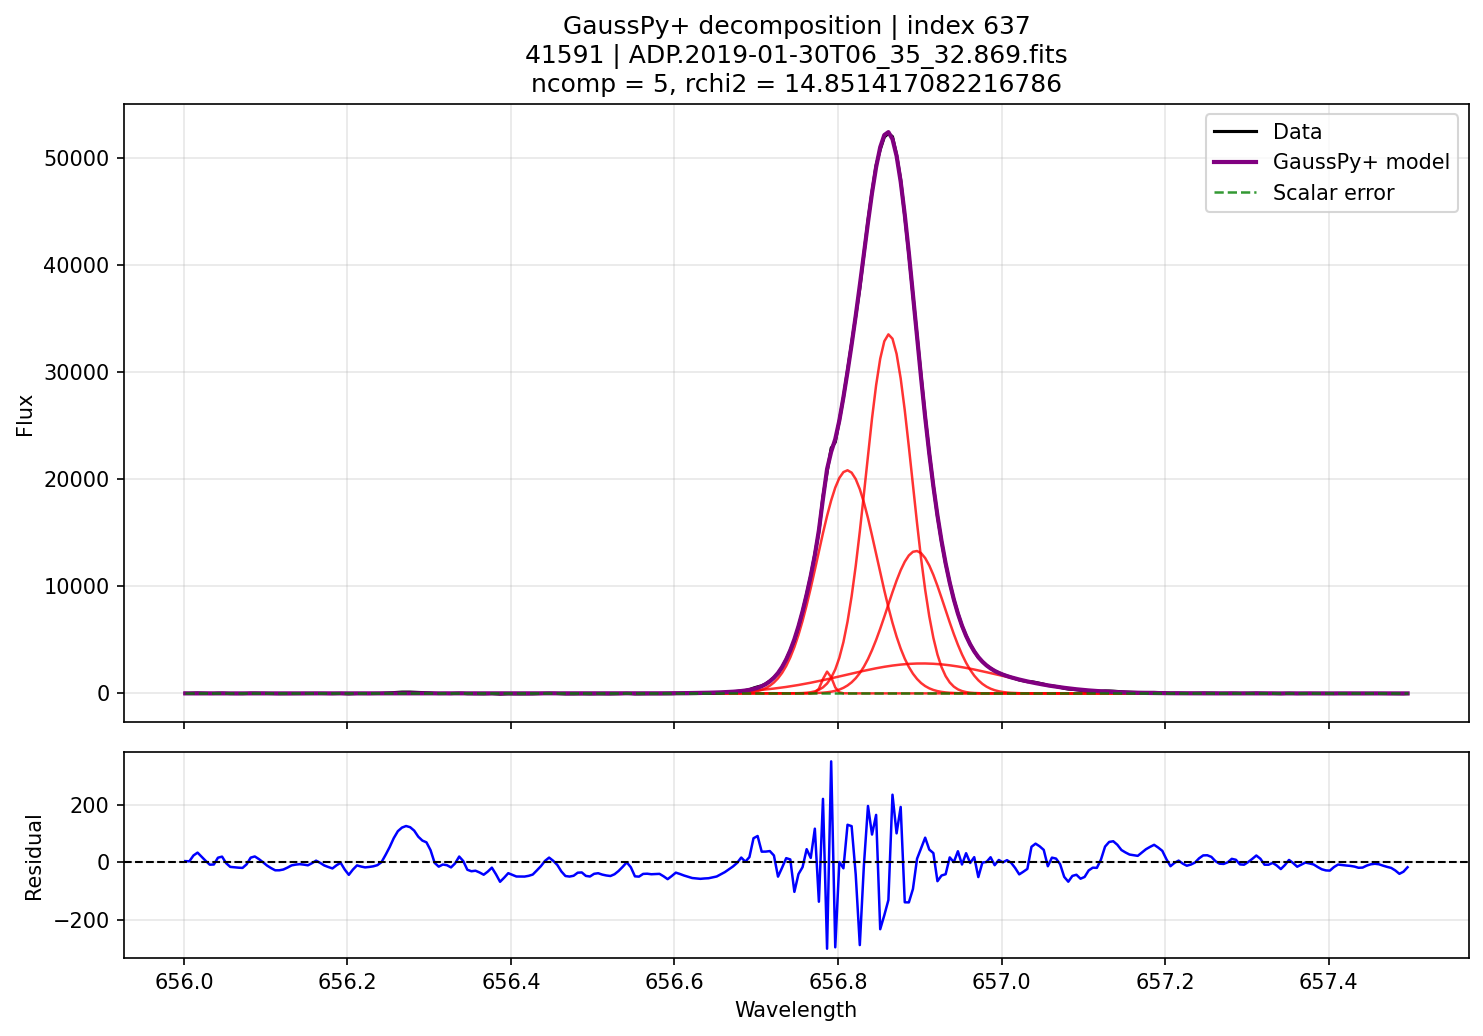 GaussPy+ decomposition | index 637
41591 | ADP.2019-01-30T06_35_32.869.fits
ncomp = 5, rchi2 = 14.851417082216786
Data
GaussPy+ model
Scalar error
50000
40000
30000
20000
10000
0
Flux
200
0
−200
Residual
656.0 656.2 656.4 656.6 656.8 657.0 657.2 657.4
Wavelength